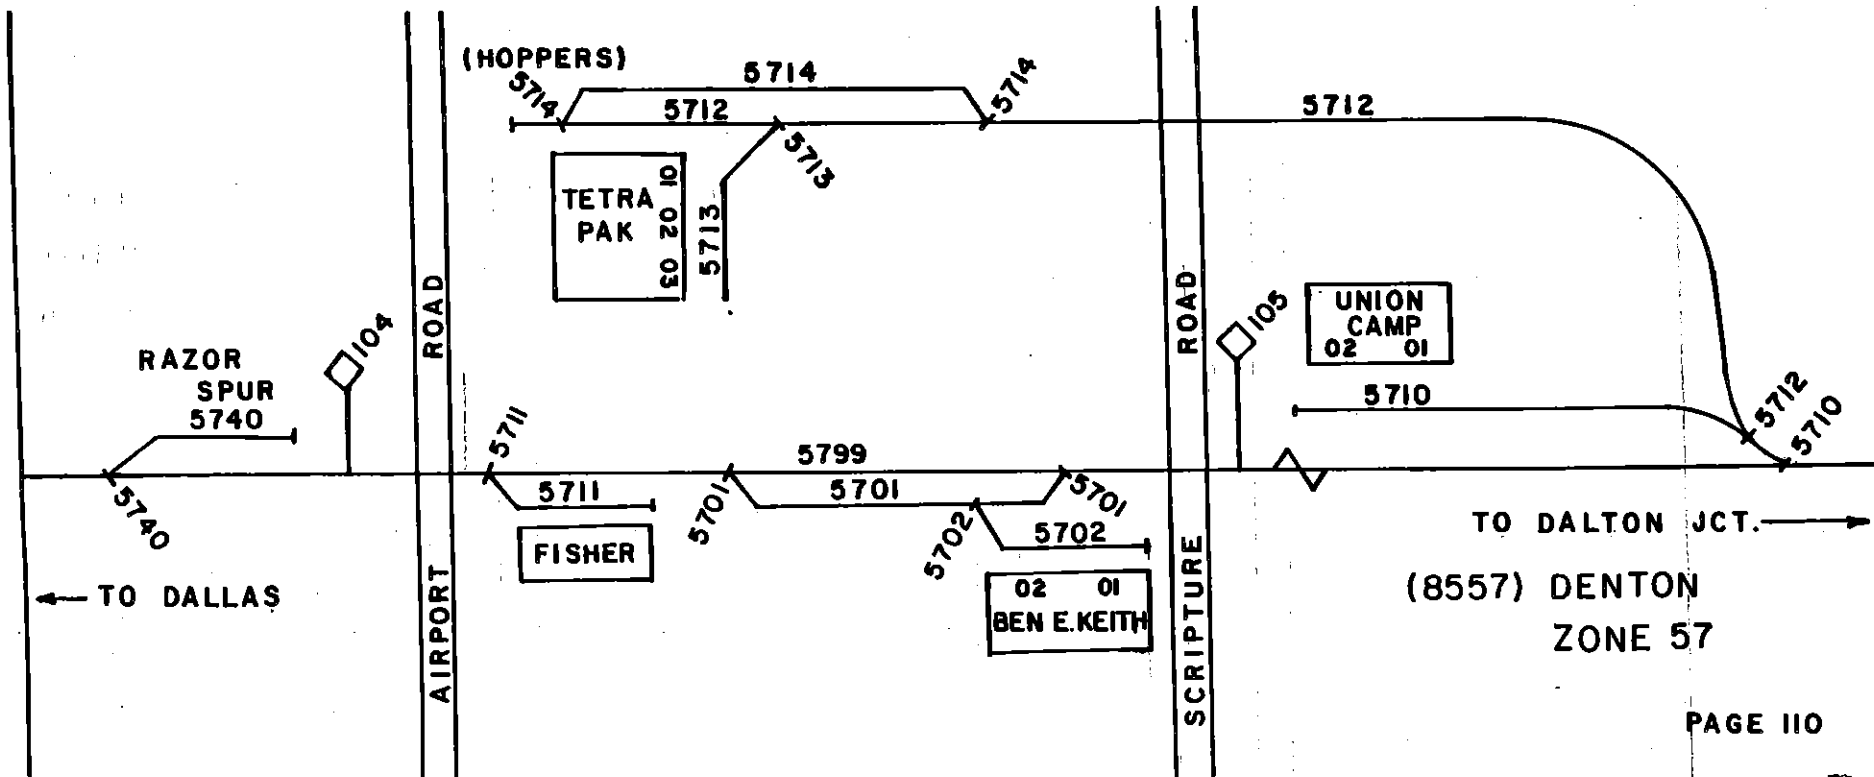 (HOPPERS)
5714
5714
5714
5712
5712
5713
5713
TETRA
PAK
01 02 03
ROAD
AIRPORT
ROAD
SCRIPTURE
104
105
UNION
CAMP
02 01
RAZOR
SPUR
5740
5740
5710
5712
5710
5711
5711
FISHER
5799
5701
5701
5701
5702
5702
02 01
BEN E. KEITH
TO DALLAS
TO DALTON JCT.
(8557) DENTON
ZONE 57
PAGE 110